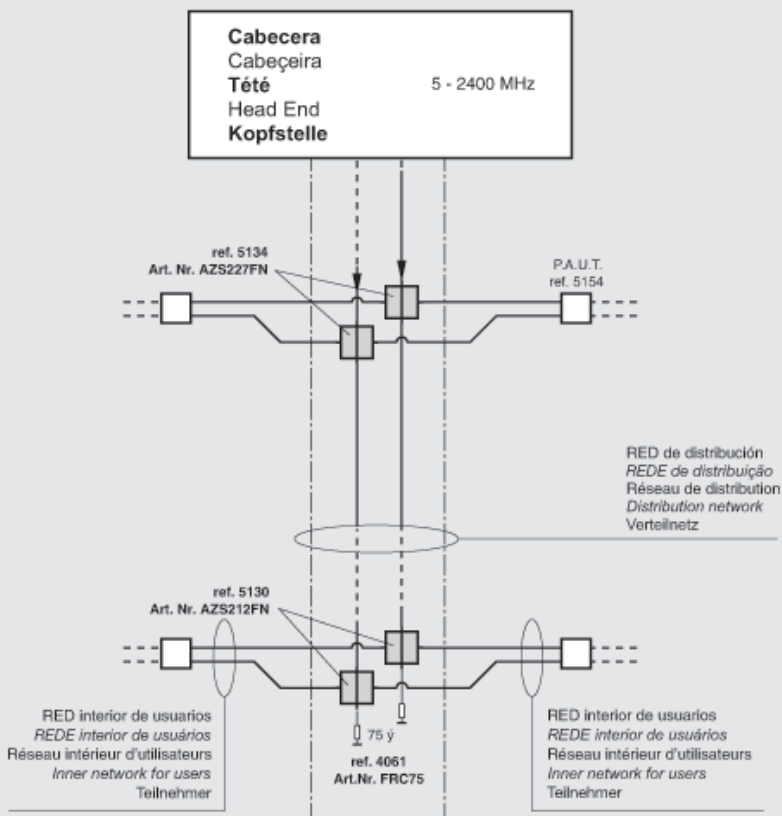 Cabecera
Cabeçeira
Tété
Head End
Kopfstelle
5 - 2400 MHz
ref. 5134
Art. Nr. AZS227FN
P.A.U.T.
ref. 5154
RED de distribución
REDE de distribuição
Réseau de distribution
Distribution network
Verteilnetz
ref. 5130
Art. Nr. AZS212FN
RED interior de usuarios
REDE interior de usuários
Réseau intérieur d'utilisateurs
Inner network for users
Teilnehmer
75 ý
ref. 4061
Art.Nr. FRC75
RED interior de usuarios
REDE interior de usuários
Réseau intérieur d'utilisateurs
Inner network for users
Teilnehmer